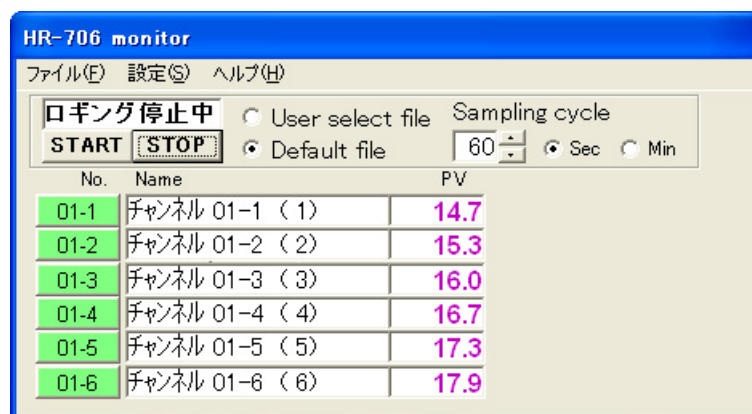 HR-706 monitor
ファイル(F) 設定(S) ヘルプ(H)
ロギング停止中 User select file Sampling cycle
START STOP Default file 60 Sec Min
No. Name PV
01-1 チャンネル 01-1 (1) 14.7
01-2 チャンネル 01-2 (2) 15.3
01-3 チャンネル 01-3 (3) 16.0
01-4 チャンネル 01-4 (4) 16.7
01-5 チャンネル 01-5 (5) 17.3
01-6 チャンネル 01-6 (6) 17.9